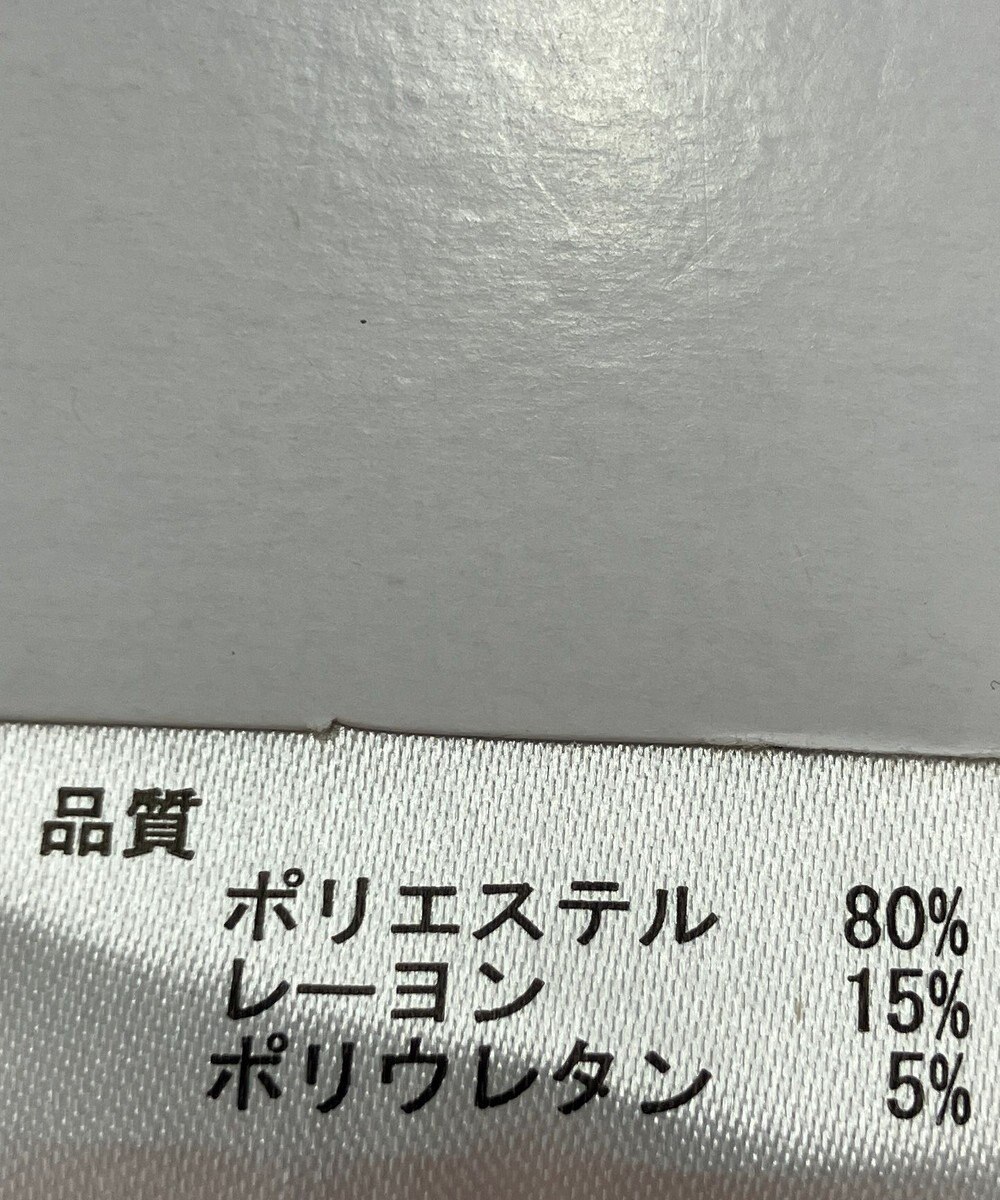 品質
ポリエステル 80%
レーヨン 15%
ポリウレタン 5%